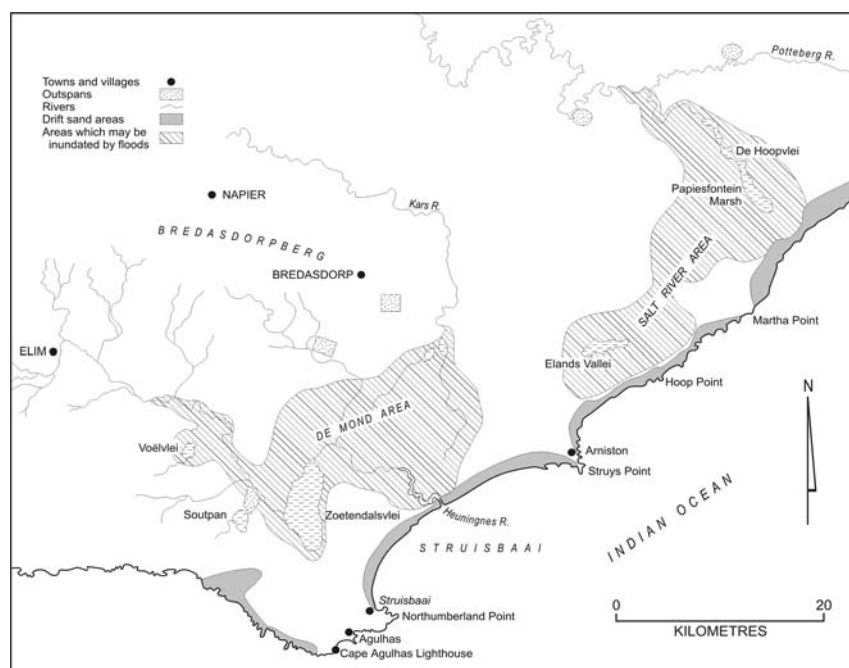 Potteberg R.
Towns and villages
Outspans
Rivers
Drift sand areas
Areas which may be
inundated by floods
De Hoopvlei
Papiesfontein
Marsh
NAPIER
Kars R.
BREDASDORPBERG
BREDASDORP
SALT RIVER AREA
Martha Point
ELIM
Elands Vallei
Hoop Point
N
DE MOND AREA
Voëlvlei
Arniston
Struys Point
Soutpan
Zoetendalsvlei
Heuningnes R.
INDIAN OCEAN
STRUISBAAI
Struisbaai
Northumberland Point
0 20
KILOMETRES
Agulhas
Cape Agulhas Lighthouse